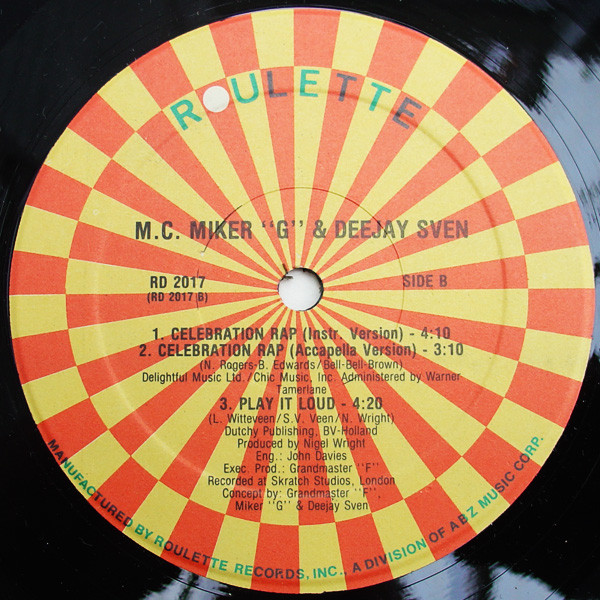 ROULETTE
M.C. MIKER "G" & DEEJAY SVEN
RD 2017
(RD 2017 B)
SIDE B
1. CELEBRATION RAP (Instr. Version) - 4:10
2. CELEBRATION RAP (Accapella Version) - 3:10
(N. Rogers-B. Edwards/Bell-Bell-Brown)
Delightful Music Ltd./Chic Music, Inc. Administered by Warner
Tamerlane
3. PLAY IT LOUD - 4:20
(L. Witteveen/S.V. Veen/N. Wright)
Dutchy Publishing, BV-Holland
Produced by Nigel Wright
Eng.: John Davies
Exec. Prod.: Grandmaster "F"
Recorded at Skratch Studios, London
Concept by: Grandmaster "F",
Miker "G" & Deejay Sven
MANUFACTURED BY ROULETTE RECORDS, INC., A DIVISION OF A B Z MUSIC CORP.